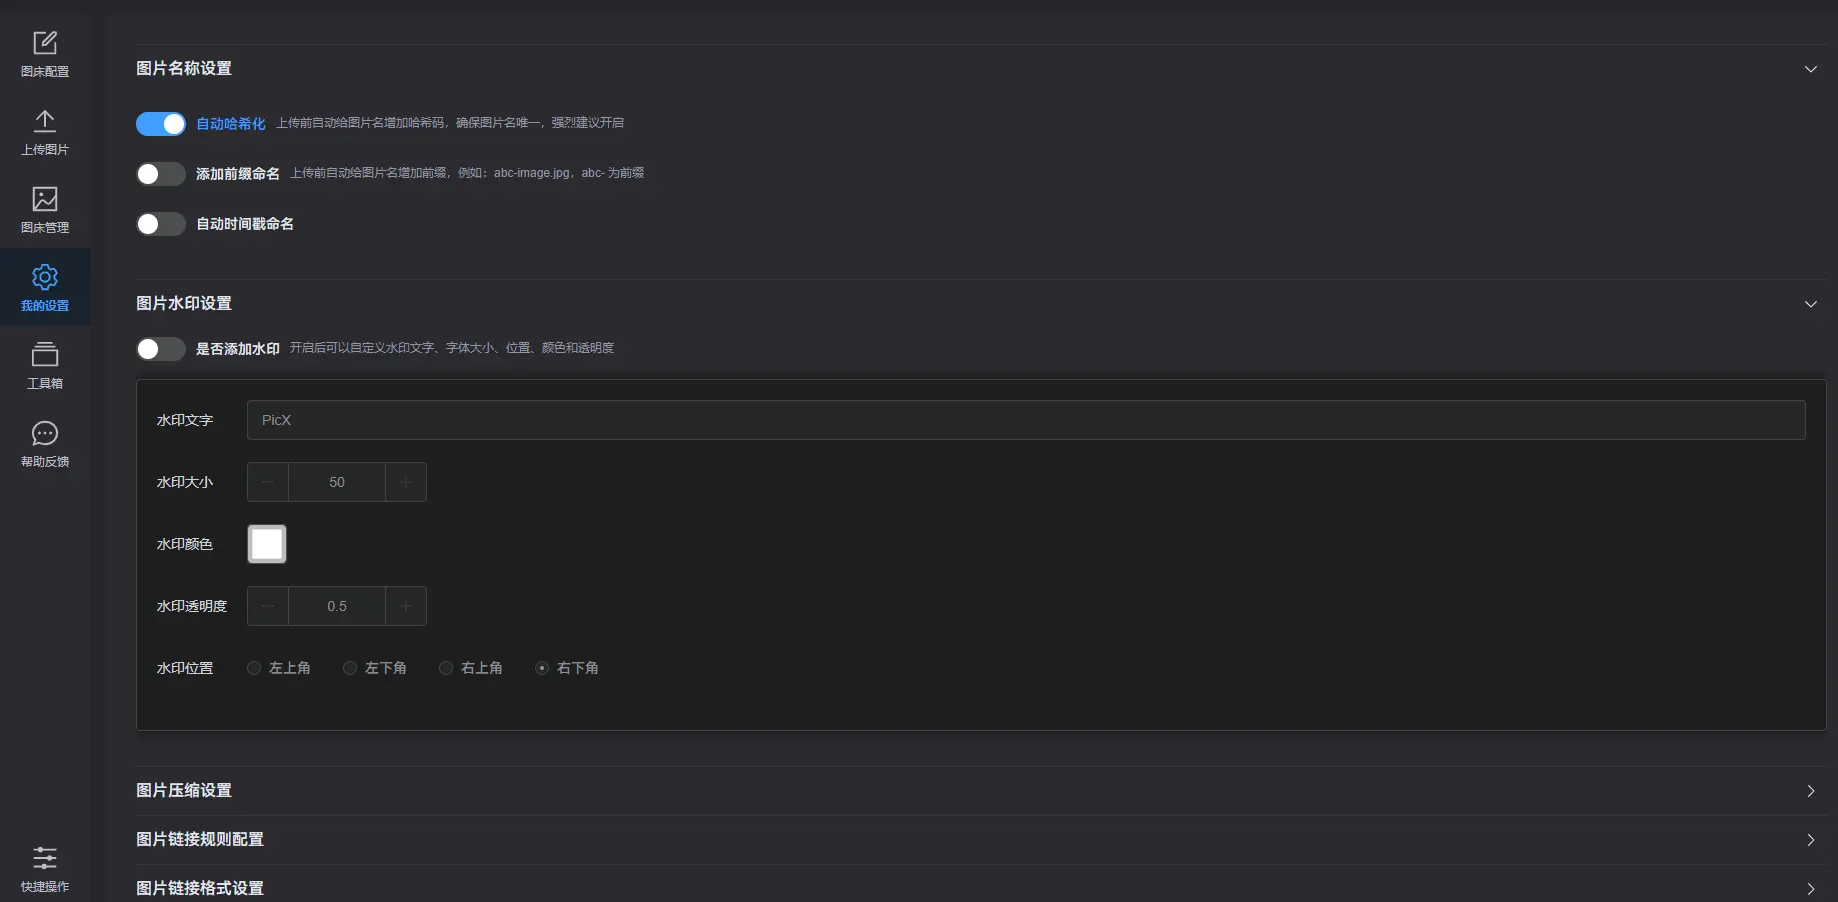 图床配置
上传图片
图床管理
我的设置
工具箱
帮助反馈
快捷操作
图片名称设置
自动哈希化 上传前自动给图片名增加哈希码，确保图片名唯一，强烈建议开启
添加前缀命名 上传前自动给图片名增加前缀，例如：abc-image.jpg，abc- 为前缀
自动时间戳命名
图片水印设置
是否添加水印 开启后可以自定义水印文字、字体大小、位置、颜色和透明度
水印文字 PicX
水印大小 50
水印颜色
水印透明度 0.5
水印位置 左上角 左下角 右上角 右下角
图片压缩设置
图片链接规则配置
图片链接格式设置